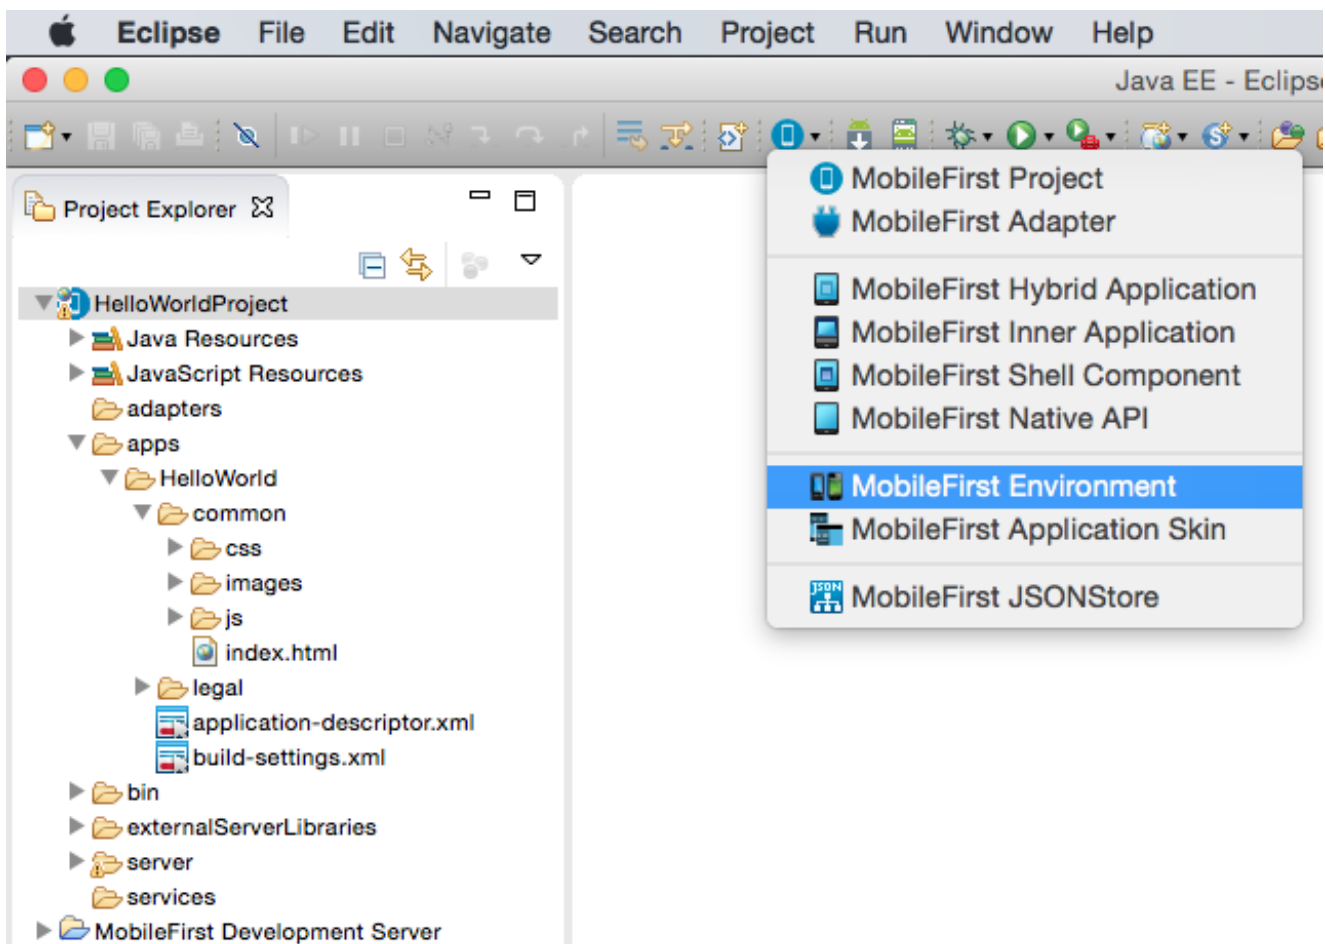 Eclipse File Edit Navigate Search Project Run Window Help
Java EE - Eclips
Project Explorer
MobileFirst Project
MobileFirst Adapter
MobileFirst Hybrid Application
MobileFirst Inner Application
MobileFirst Shell Component
MobileFirst Native API
MobileFirst Environment
MobileFirst Application Skin
JSON MobileFirst JSONStore
HelloWorldProject
Java Resources
JavaScript Resources
adapters
apps
HelloWorld
common
css
images
js
index.html
legal
application-descriptor.xml
build-settings.xml
bin
externalServerLibraries
server
services
MobileFirst Development Server